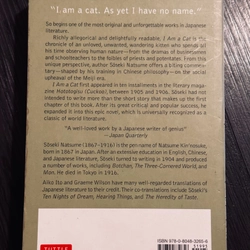 "I am a cat. As yet I have no name."
So begins one of the most original and unforgettable works in Japanese
literature.
Richly allegorical and delightfully readable, I Am a Cat is the
chronicle of an unloved, unwanted, wandering kitten who spends all
his time observing human nature—from the dramas of businessmen
and schoolteachers to the foibles of priests and potentates. From
this unique perspective, author Sōseki Natsume offers a biting commentary
—shaped by his training in Chinese philosophy—on the social
upheaval of the Meiji era.
I Am a Cat first appeared in ten installments in the literary maga-
zine Hototogisu (Cuckoo), between 1905 and 1906. Sōseki had not
intended to write more than the short story that makes up the first
chapter of this book. After its great critical and popular success, he
expanded it into this epic novel, which is universally recognized as a
classic of world literature.
"A well-loved work by a Japanese writer of genius"
—Japan Quarterly
Sōseki Natsume (1867–1916) is the pen name of Natsume Kin'nosuke,
born in 1867 in Japan. After an extensive education in English, Chinese,
and Japanese literature, Sōseki turned to writing in 1904 and produced
a number of works, including Botchan, The Three-Cornered World, and
Mon. He died in Tokyo in 1916.
Aiko Ito and Graeme Wilson have many well-regarded translations of
Japanese literature to their credit. Their co-translations include Sōseki's
Ten Nights of Dream, Hearing Things, and The Heredity of Taste.
ISBN 978-0-8048-3265-6
TUTTLE